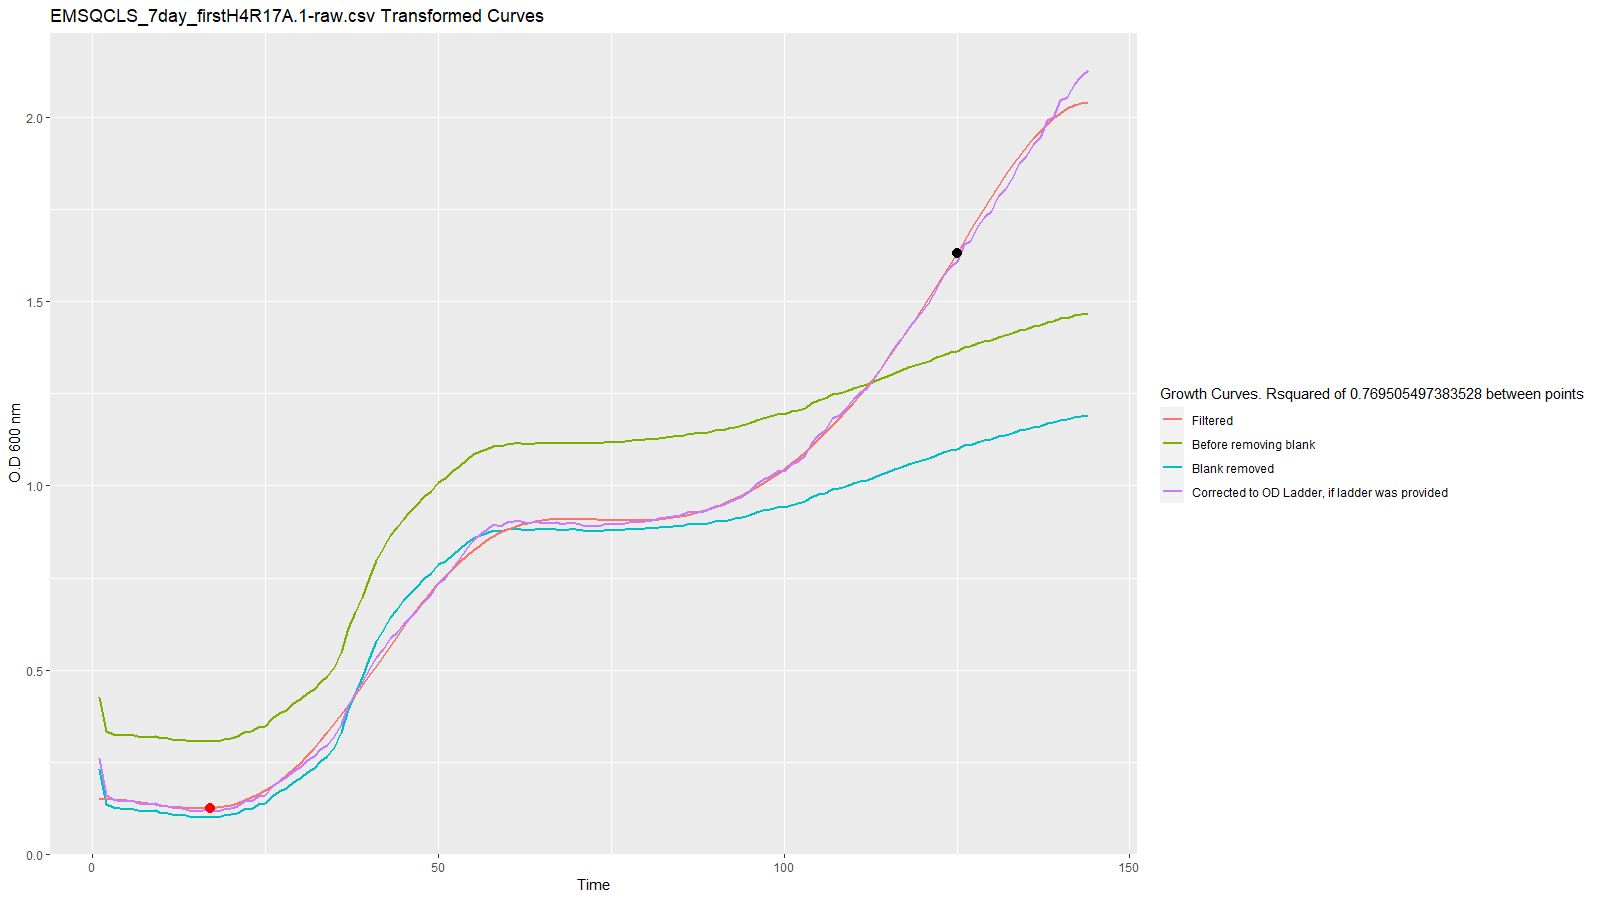 EMSQCLS_7day_firstH4R17A.1-raw.csv Transformed Curves
2.0
1.5
1.0
0.5
0.0
O.D 600 nm
0
50
100
150
Time
Growth Curves. Rsquared of 0.769505497383528 between points
Filtered
Before removing blank
Blank removed
Corrected to OD Ladder, if ladder was provided